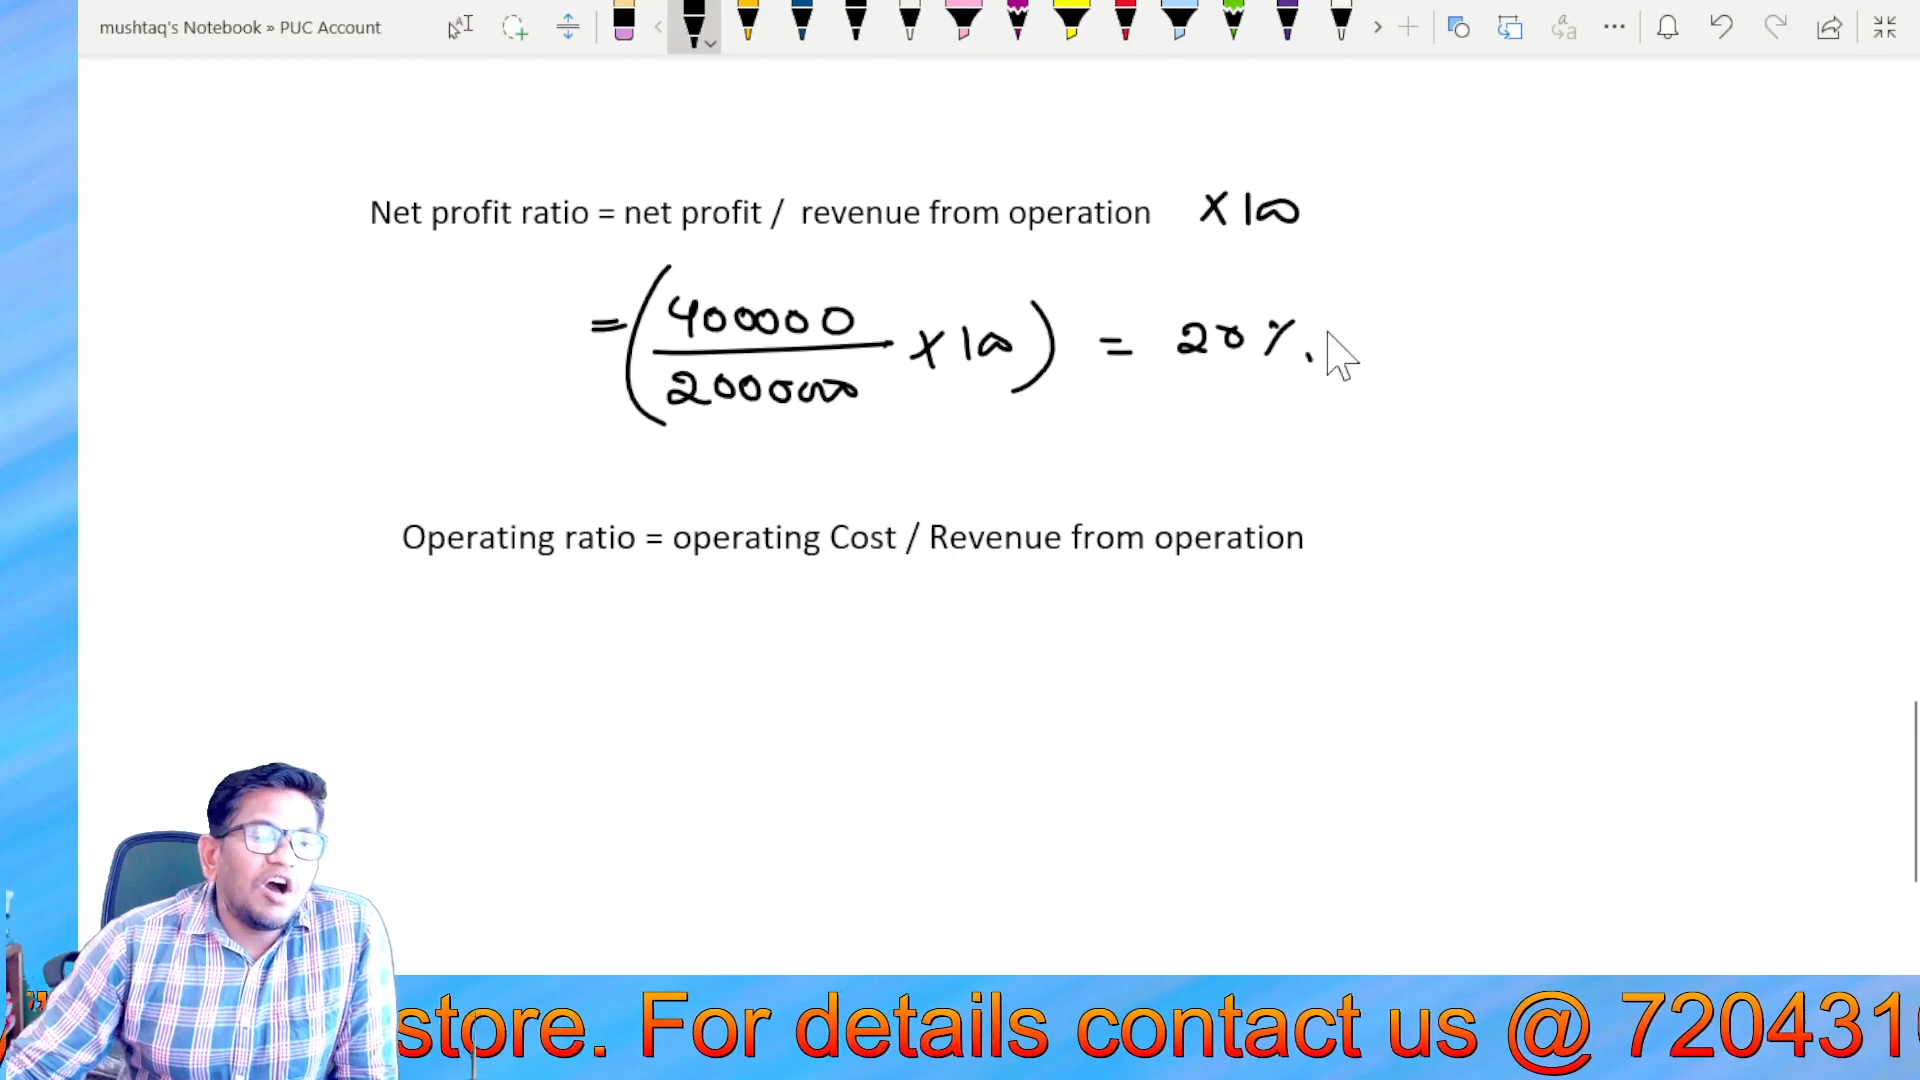 mushtaq's Notebook » PUC Account
Net profit ratio = net profit / revenue from operation × 100
= (400000 / 2000000 × 100) = 20 %.
Operating ratio = operating Cost / Revenue from operation
store. For details contact us @ 720431